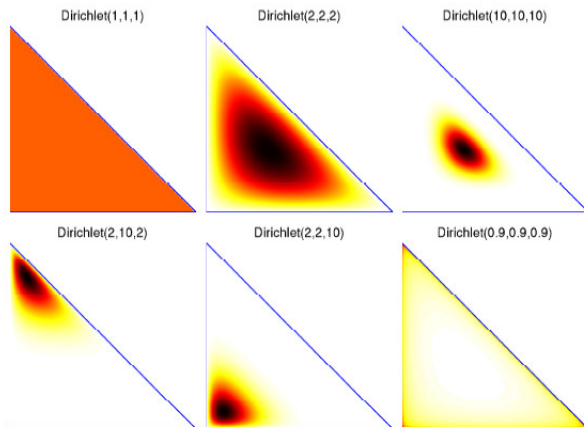 Dirichlet(1,1,1)
Dirichlet(2,2,2)
Dirichlet(10,10,10)
Dirichlet(2,10,2)
Dirichlet(2,2,10)
Dirichlet(0.9,0.9,0.9)